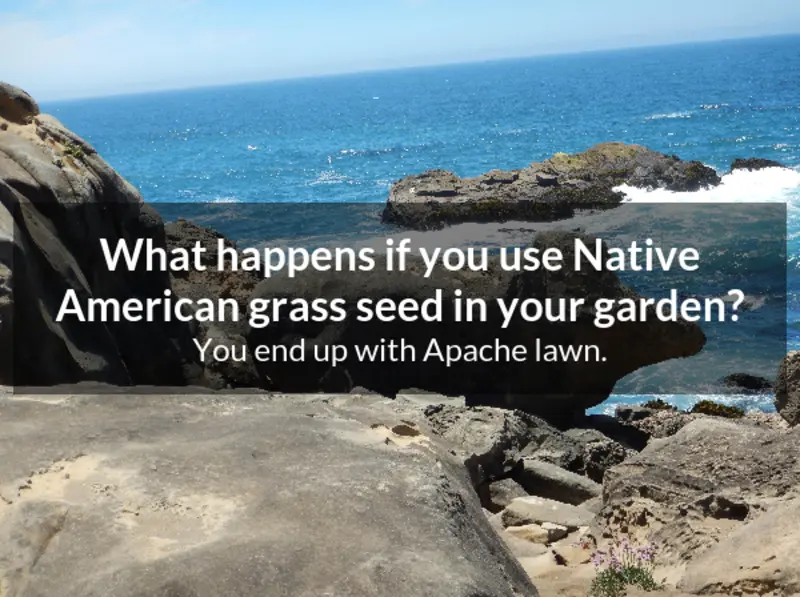 What happens if you use Native
American grass seed in your garden?
You end up with Apache lawn.